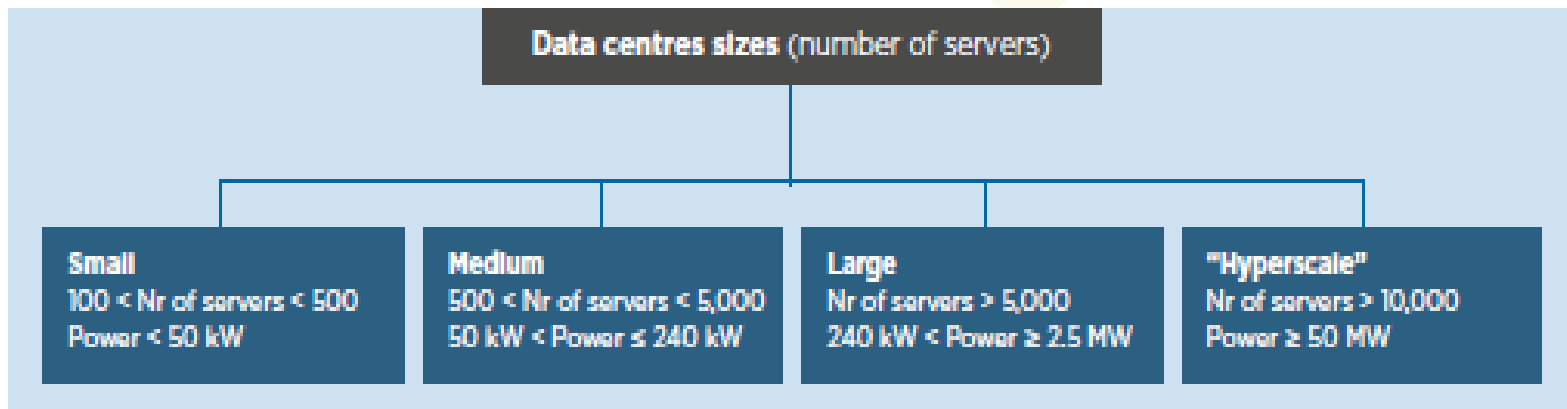 Data centres sizes (number of servers)
Small
100 < Nr of servers < 500
Power < 50 kW
Medium
500 < Nr of servers < 5,000
50 kW < Power ≤ 240 kW
Large
Nr of servers > 5,000
240 kW < Power ≥ 2.5 MW
"Hyperscale"
Nr of servers > 10,000
Power ≥ 50 MW